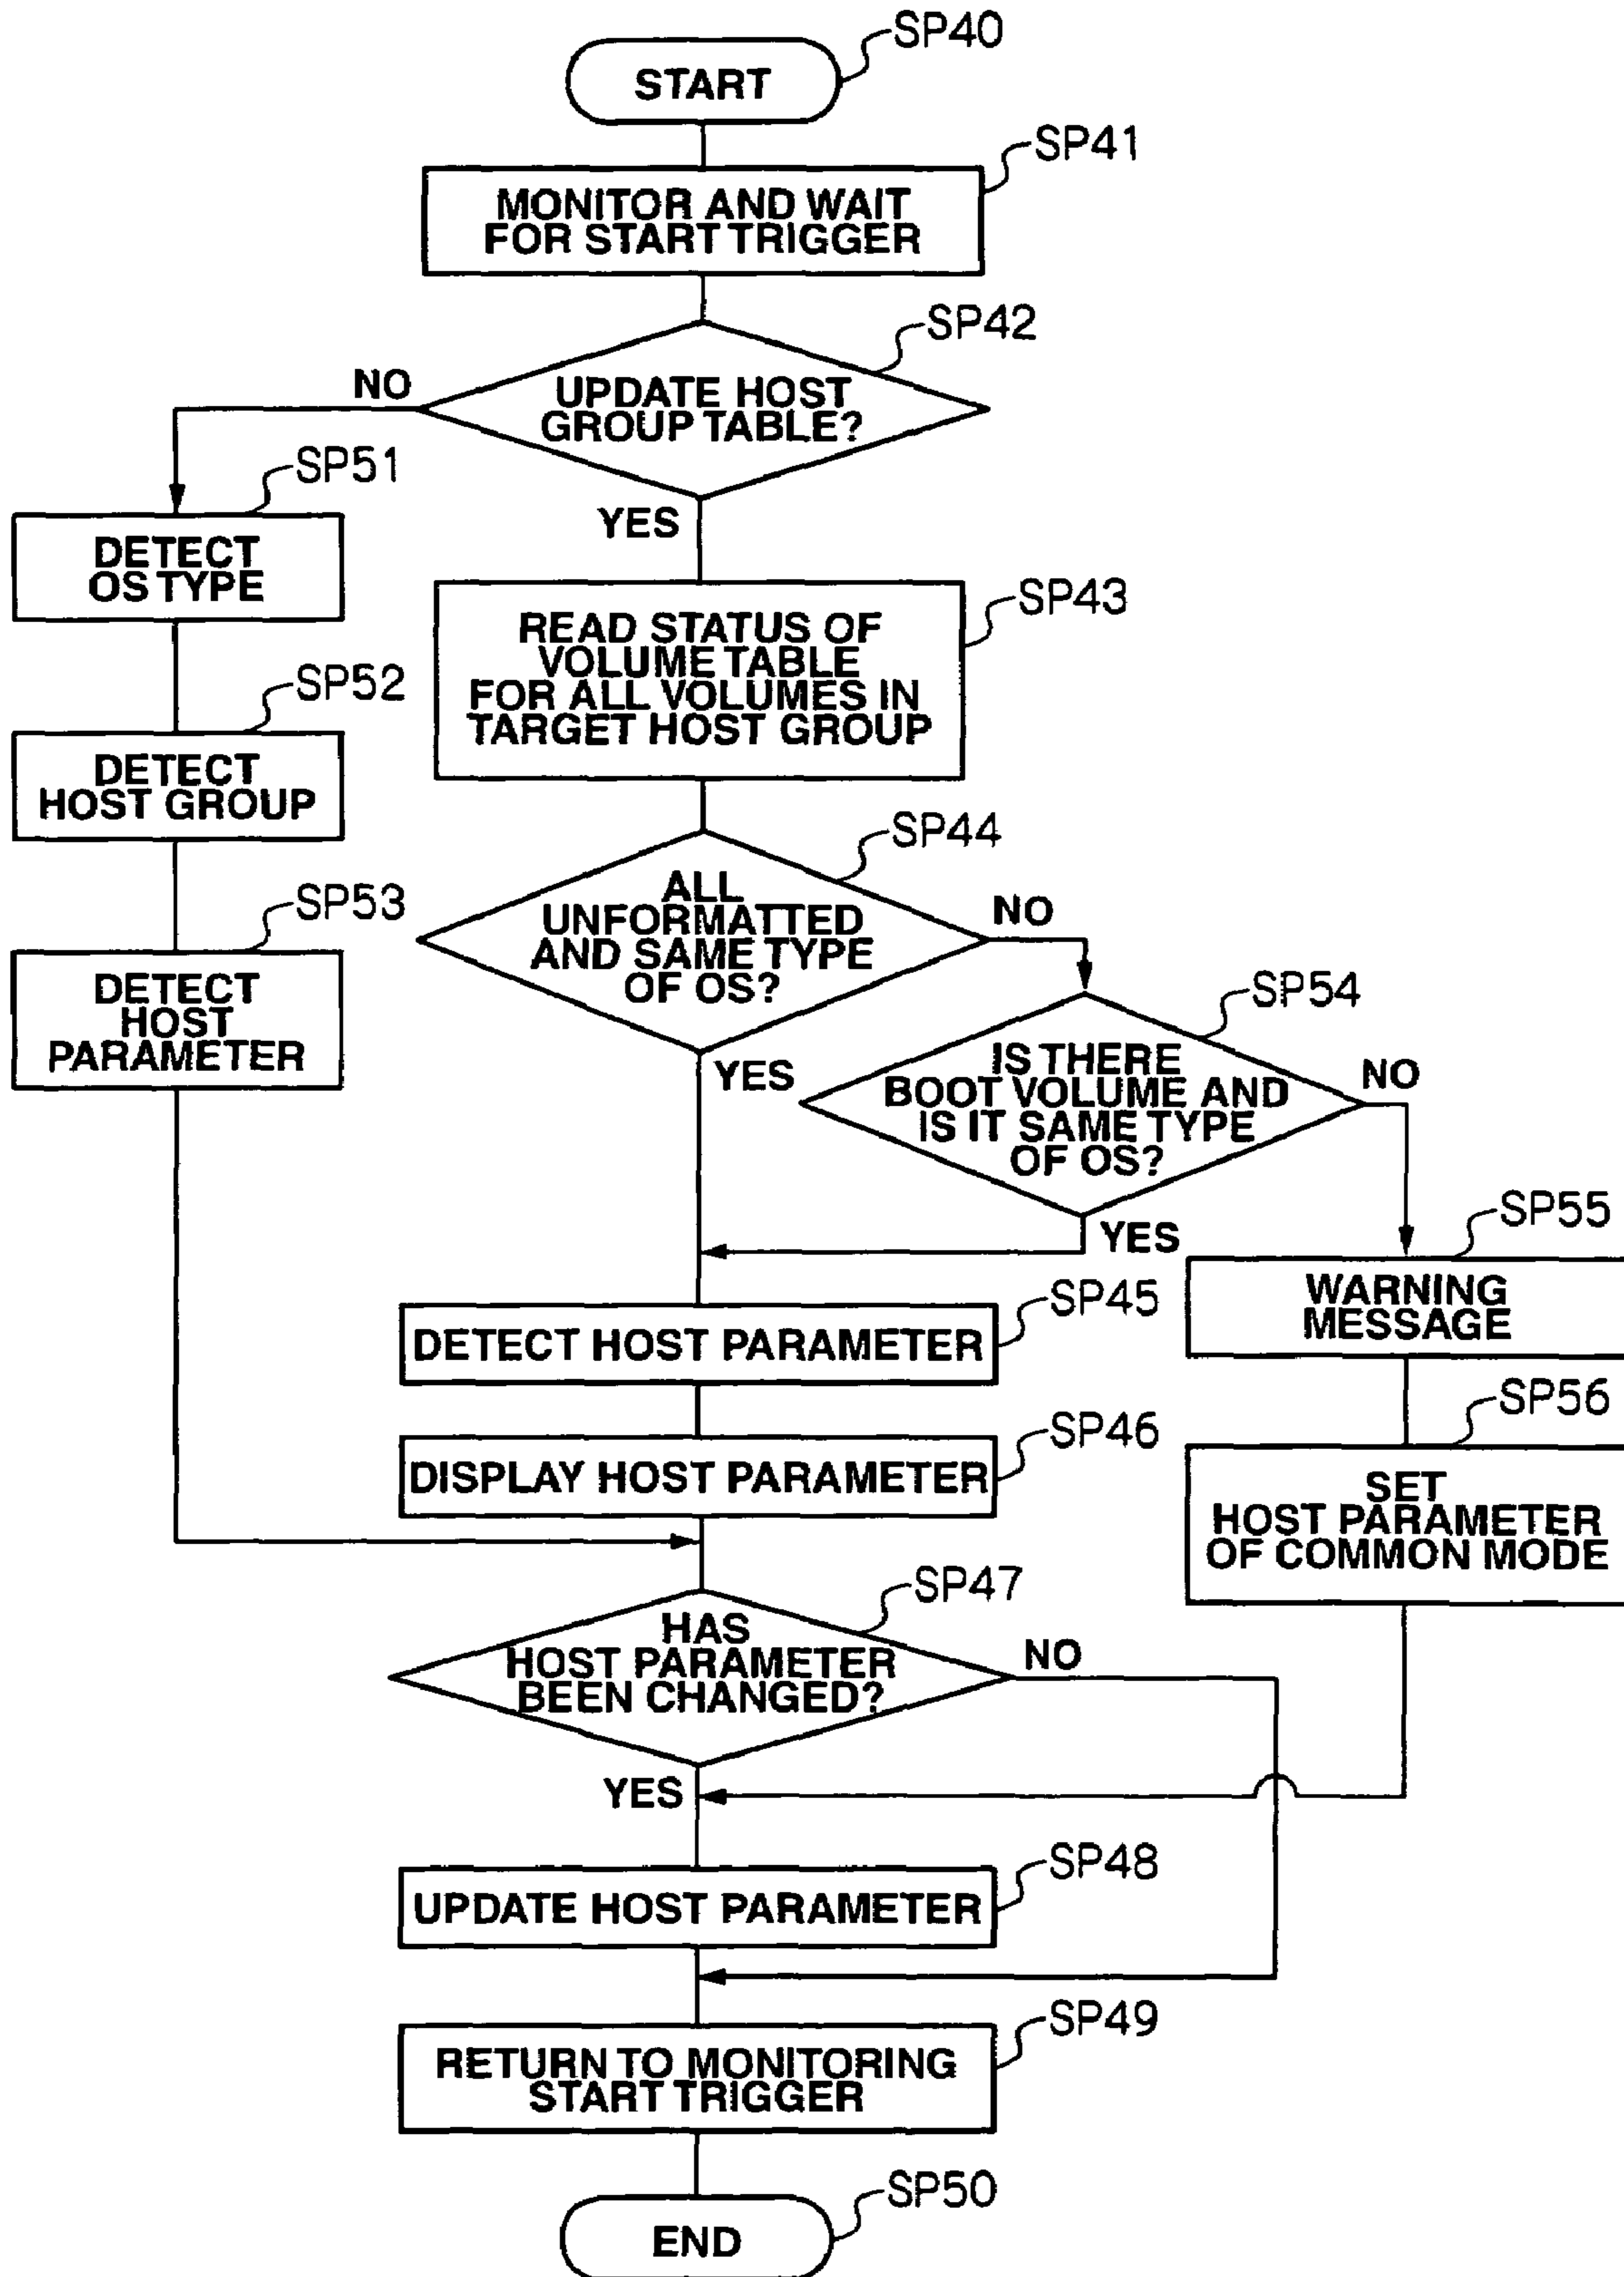 SP40
START
SP41
MONITOR AND WAIT
FOR START TRIGGER
SP42
UPDATE HOST
GROUP TABLE?
NO
YES
SP51
DETECT
OS TYPE
SP43
READ STATUS OF
VOLUME TABLE
FOR ALL VOLUMES IN
TARGET HOST GROUP
SP52
DETECT
HOST GROUP
SP44
ALL
UNFORMATTED
AND SAME TYPE
OF OS?
NO
YES
SP53
DETECT
HOST
PARAMETER
SP54
IS THERE
BOOT VOLUME AND
IS IT SAME TYPE
OF OS?
NO
YES
SP55
WARNING
MESSAGE
SP45
DETECT HOST PARAMETER
SP56
SET
HOST PARAMETER
OF COMMON MODE
SP46
DISPLAY HOST PARAMETER
SP47
HAS
HOST PARAMETER
BEEN CHANGED?
NO
YES
SP48
UPDATE HOST PARAMETER
SP49
RETURN TO MONITORING
START TRIGGER
SP50
END